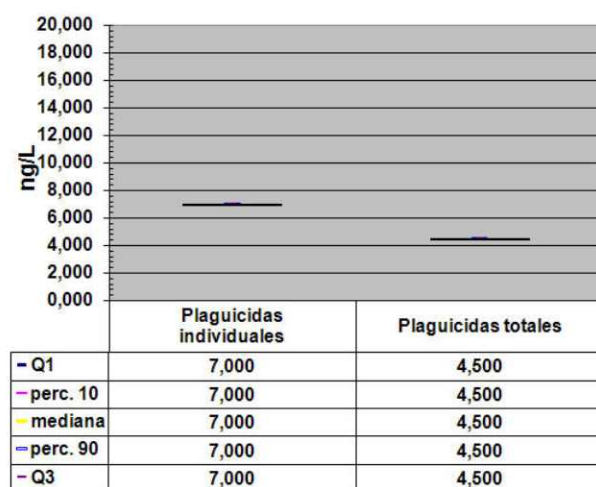 20,000
18,000
16,000
14,000
12,000
10,000
8,000
6,000
4,000
2,000
0,000
ng/L
Plaguicidas individuales Plaguicidas totales
Q1 7,000 4,500
perc. 10 7,000 4,500
mediana 7,000 4,500
perc. 90 7,000 4,500
Q3 7,000 4,500